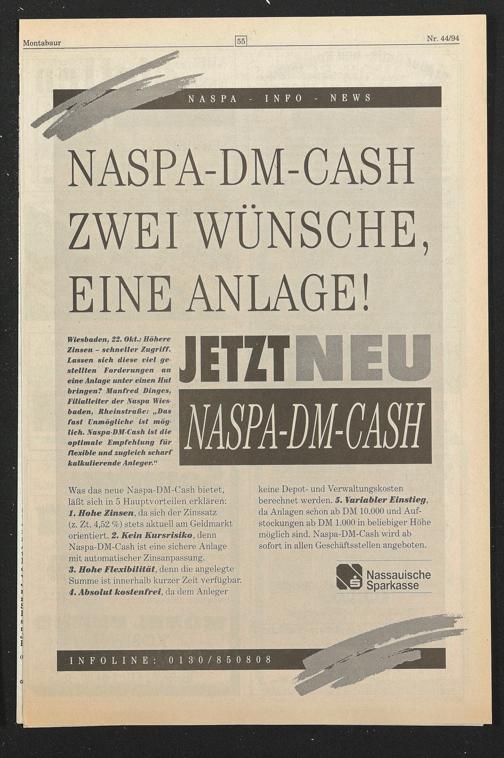 Montabaur
55
Nr. 44/94
NASPA - INFO - NEWS
NASPA-DM-CASH
ZWEI WÜNSCHE,
EINE ANLAGE!
Wiesbaden, 22. Okt.: Höhere
Zinsen – schneller Zugriff.
Lassen sich diese viel ge-
stellten Forderungen an
eine Anlage unter einen Hut
bringen? Manfred Dinges,
Filialleiter der Naspa Wies-
baden, Rheinstraße: „Das
fast Unmögliche ist mög-
lich. Naspa-DM-Cash ist die
optimale Empfehlung für
flexible und zugleich scharf
kalkulierende Anleger.“
JETZT NEU
NASPA-DM-CASH
Was das neue Naspa-DM-Cash bietet,
läßt sich in 5 Hauptvorteilen erklären:
1. Hohe Zinsen, da sich der Zinssatz
(z. Zt. 4,52 %) stets aktuell am Geldmarkt
orientiert. 2. Kein Kursrisiko, denn
Naspa-DM-Cash ist eine sichere Anlage
mit automatischer Zinsanpassung.
3. Hohe Flexibilität, denn die angelegte
Summe ist innerhalb kurzer Zeit verfügbar.
4. Absolut kostenfrei, da dem Anleger
keine Depot- und Verwaltungskosten
berechnet werden. 5. Variabler Einstieg,
da Anlagen schon ab DM 10.000 und Auf-
stockungen ab DM 1.000 in beliebiger Höhe
möglich sind. Naspa-DM-Cash wird ab
sofort in allen Geschäftsstellen angeboten.
Nassauische
Sparkasse
INFOLINE: 0130/850808